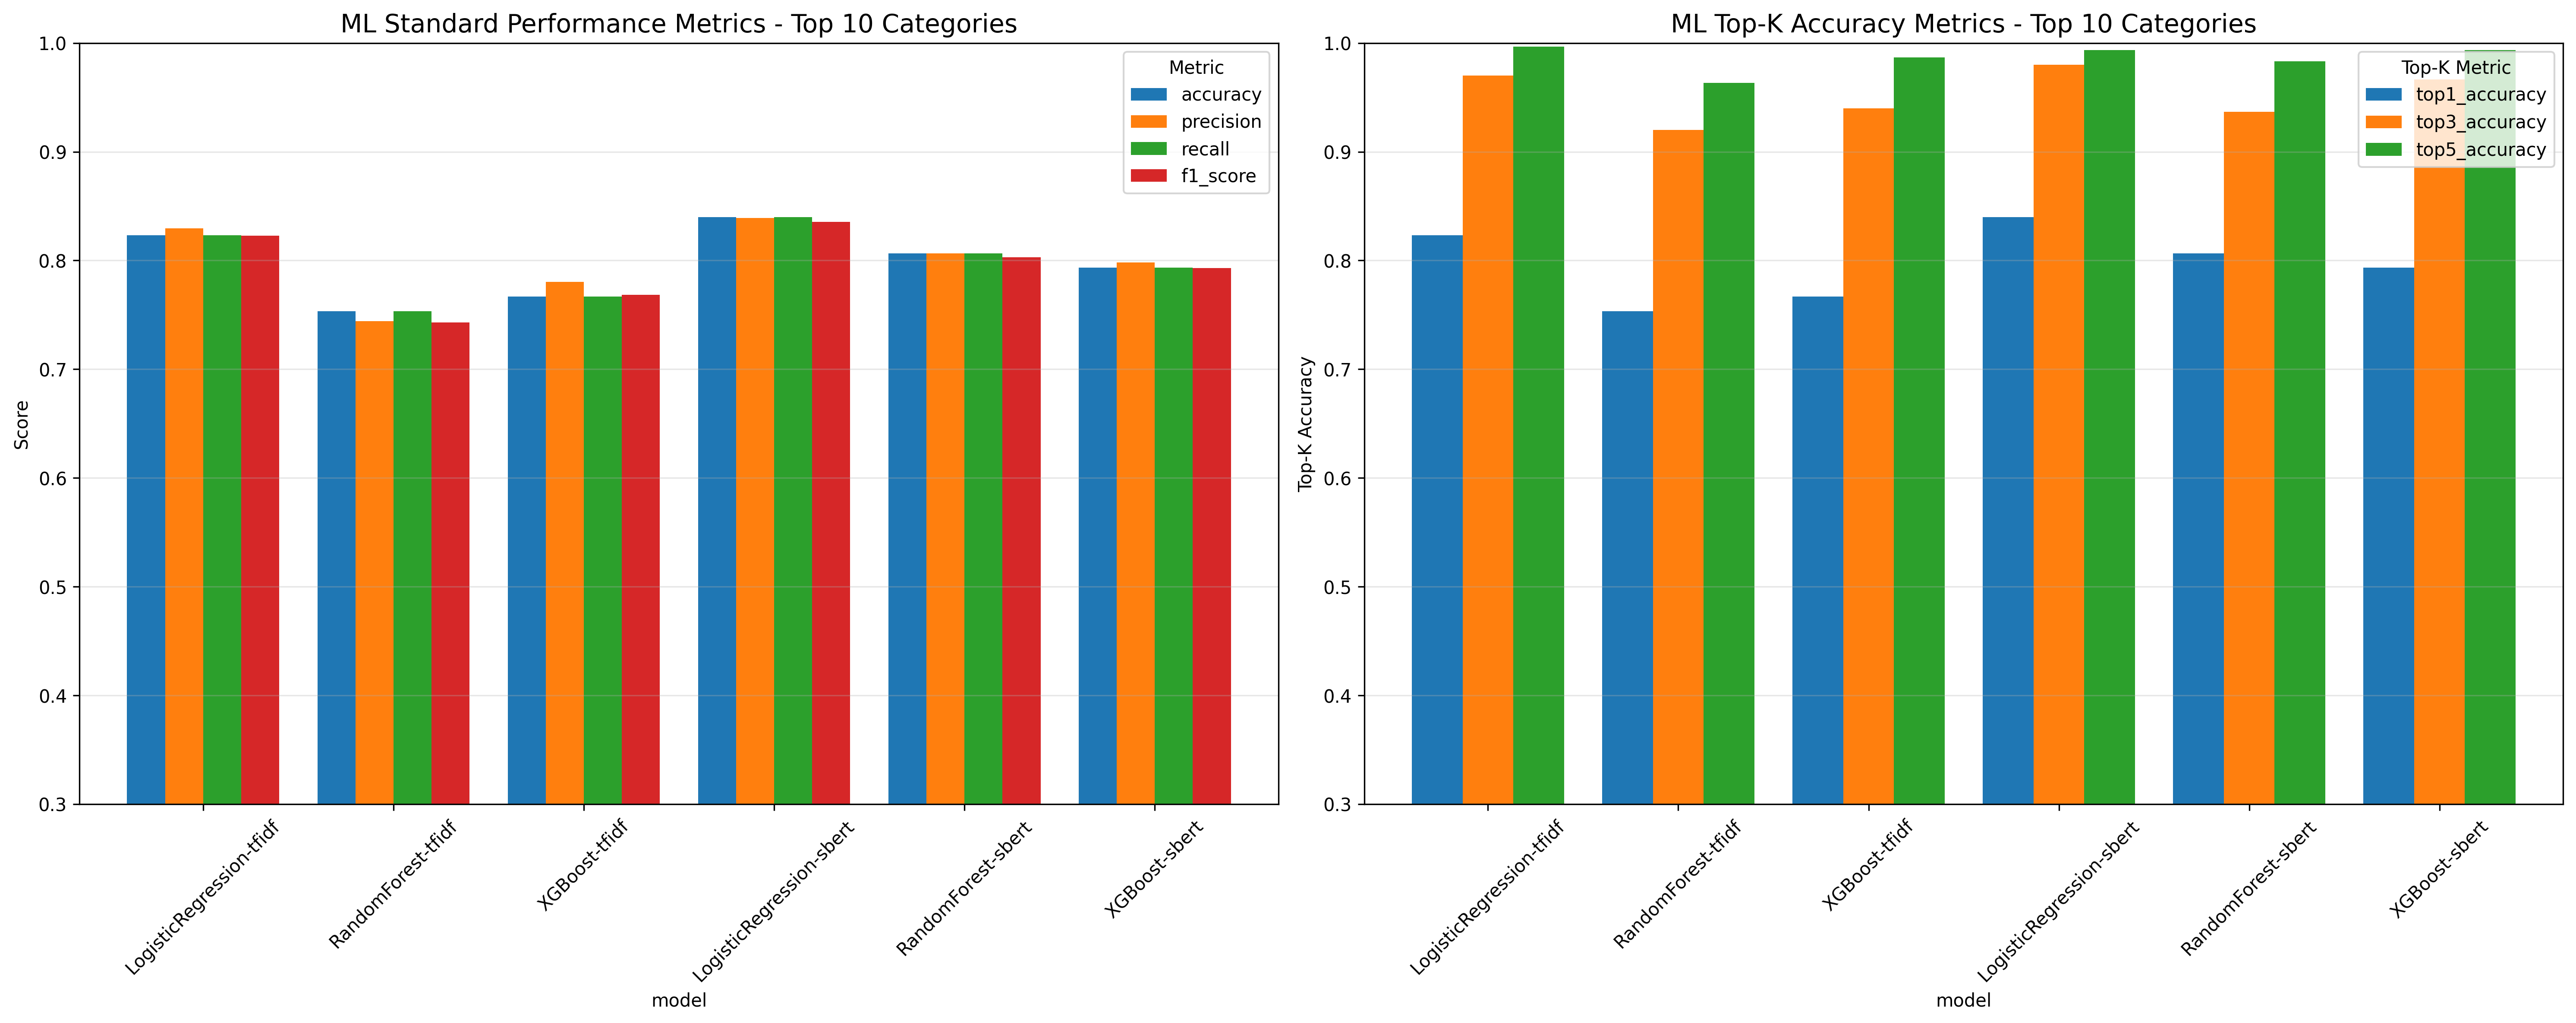 ML Standard Performance Metrics - Top 10 Categories
Score
1.0
0.9
0.8
0.7
0.6
0.5
0.4
0.3
Metric
accuracy
precision
recall
f1_score
LogisticRegression-tfidf
RandomForest-tfidf
XGBoost-tfidf
LogisticRegression-sbert
RandomForest-sbert
XGBoost-sbert
model
ML Top-K Accuracy Metrics - Top 10 Categories
Top-K Accuracy
1.0
0.9
0.8
0.7
0.6
0.5
0.4
0.3
Top-K Metric
top1_accuracy
top3_accuracy
top5_accuracy
LogisticRegression-tfidf
RandomForest-tfidf
XGBoost-tfidf
LogisticRegression-sbert
RandomForest-sbert
XGBoost-sbert
model